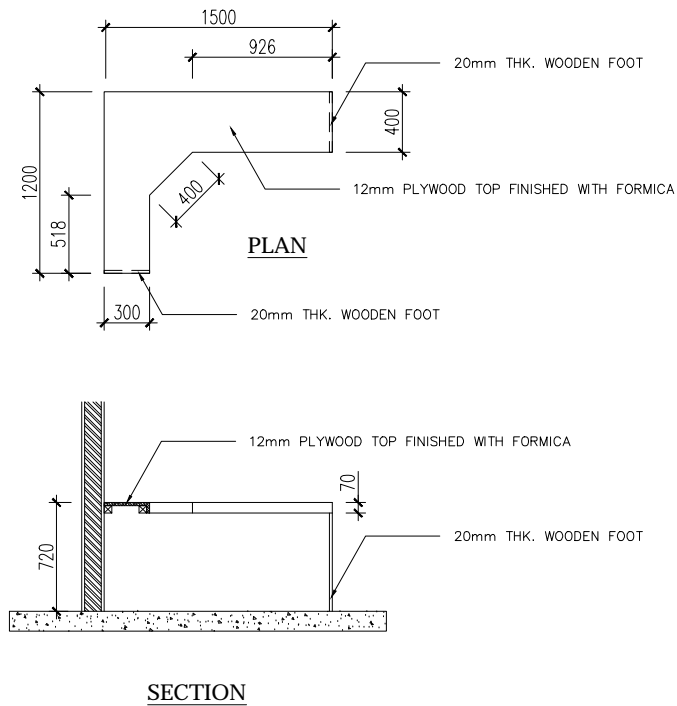 1500
926
20mm THK. WOODEN FOOT
400
1200
12mm PLYWOOD TOP FINISHED WITH FORMICA
400
518
PLAN
300
20mm THK. WOODEN FOOT
12mm PLYWOOD TOP FINISHED WITH FORMICA
70
720
20mm THK. WOODEN FOOT
SECTION